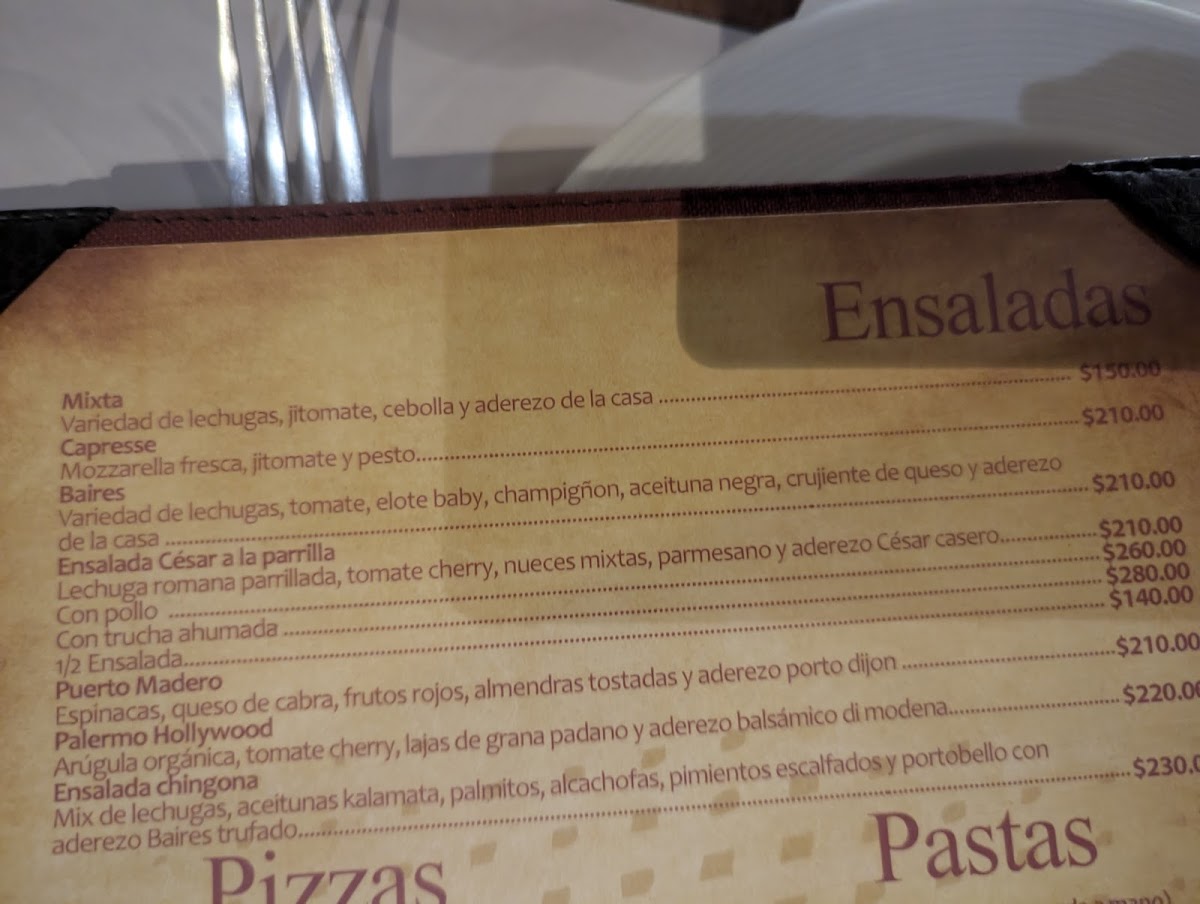 Ensaladas
Mixta
Variedad de lechugas, jitomate, cebolla y aderezo de la casa ........ $150.00
Capresse
Mozzarella fresca, jitomate y pesto........ $210.00
Baires
Variedad de lechugas, tomate, elote baby, champigñon, aceituna negra, crujiente de queso y aderezo
de la casa ........ $210.00
Ensalada César a la parrilla
Lechuga romana parrillada, tomate cherry, nueces mixtas, parmesano y aderezo César casero........ $210.00
Con pollo ........ $260.00
Con trucha ahumada ........ $280.00
1/2 Ensalada........ $140.00
Puerto Madero
Espinacas, queso de cabra, frutos rojos, almendras tostadas y aderezo porto dijon ........ $210.00
Palermo Hollywood
Arúgula orgánica, tomate cherry, lajas de grana padano y aderezo balsámico di modena........ $220.00
Ensalada chingona
Mix de lechugas, aceitunas kalamata, palmitos, alcachofas, pimientos escalfados y portobello con
aderezo Baires trufado........ $230.0
Pizzas
Pastas